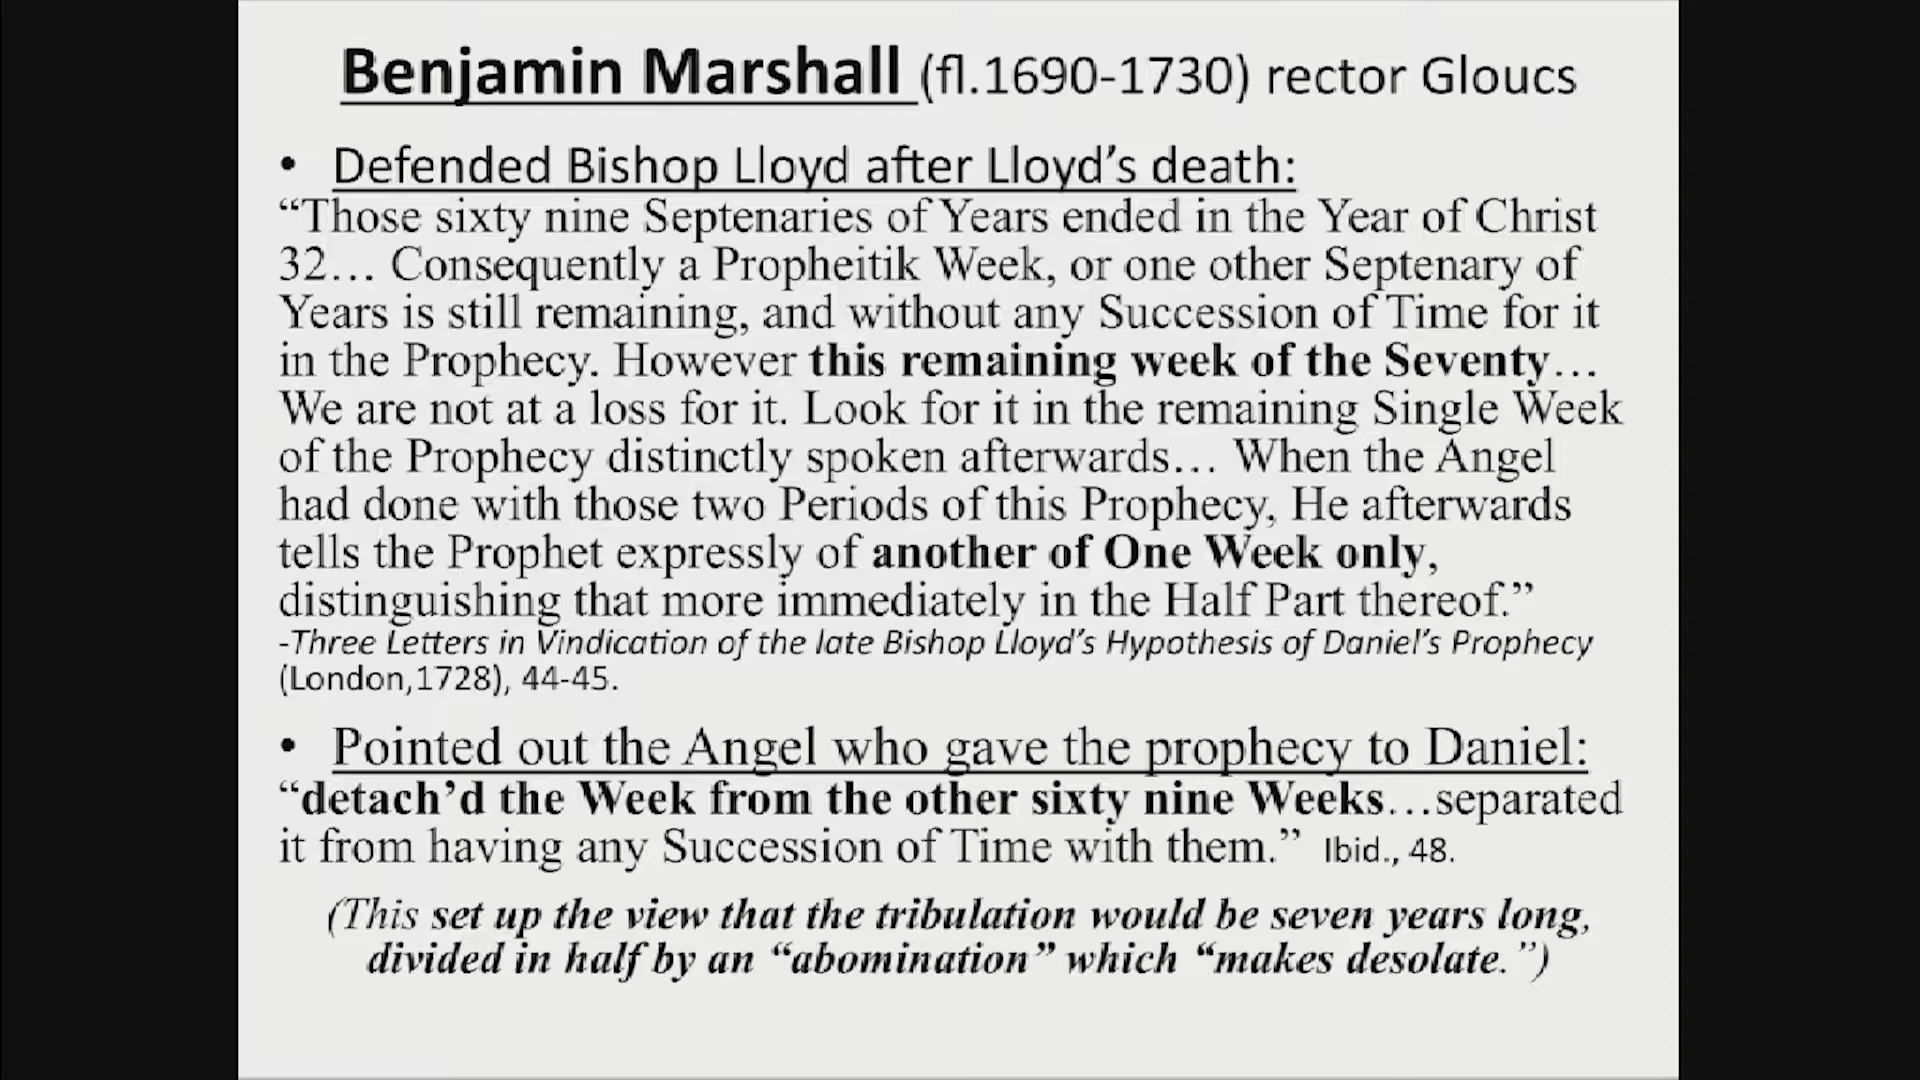 Benjamin Marshall (fl.1690-1730) rector Gloucs
• Defended Bishop Lloyd after Lloyd’s death:
“Those sixty nine Septenaries of Years ended in the Year of Christ
32… Consequently a Propheitik Week, or one other Septenary of
Years is still remaining, and without any Succession of Time for it
in the Prophecy. However this remaining week of the Seventy…
We are not at a loss for it. Look for it in the remaining Single Week
of the Prophecy distinctly spoken afterwards… When the Angel
had done with those two Periods of this Prophecy, He afterwards
tells the Prophet expressly of another of One Week only,
distinguishing that more immediately in the Half Part thereof.”
-Three Letters in Vindication of the late Bishop Lloyd’s Hypothesis of Daniel’s Prophecy
(London,1728), 44-45.
• Pointed out the Angel who gave the prophecy to Daniel:
“detach’d the Week from the other sixty nine Weeks…separated
it from having any Succession of Time with them.” Ibid., 48.
(This set up the view that the tribulation would be seven years long,
divided in half by an “abomination” which “makes desolate.”)